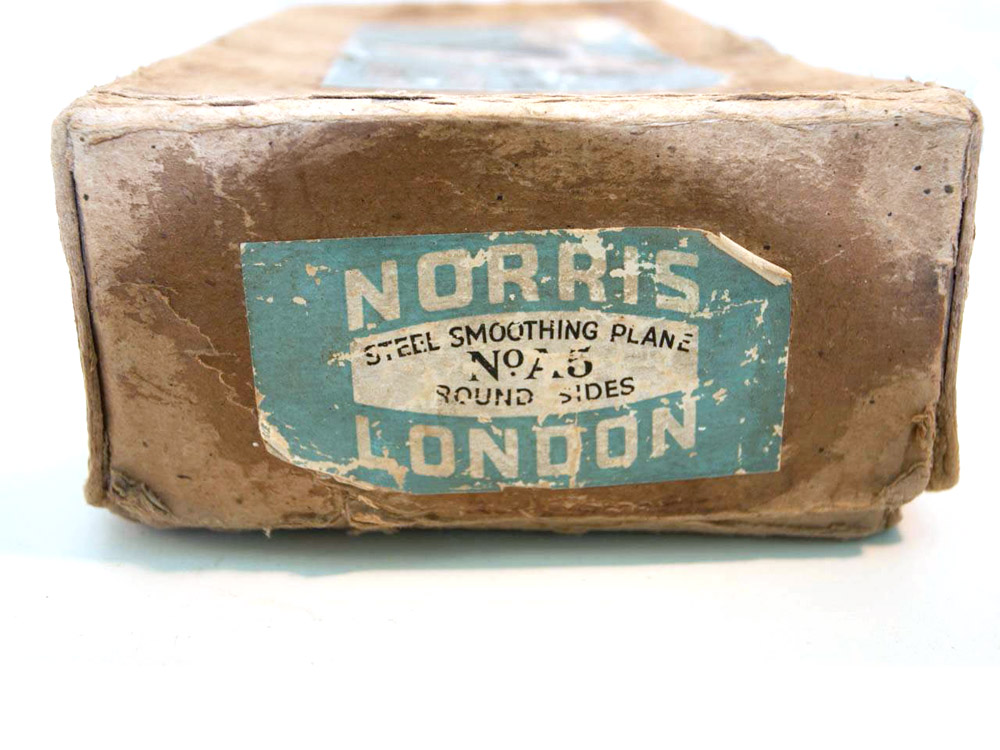 NORRIS
STEEL SMOOTHING PLANE
No A5
ROUND SIDES
LONDON